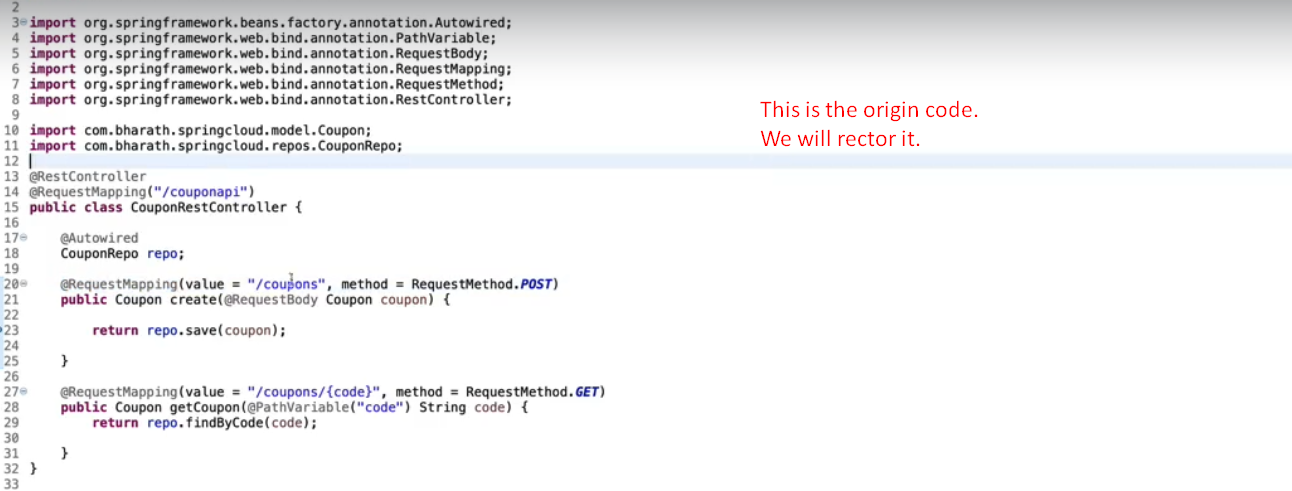 2
3 import org.springframework.beans.factory.annotation.Autowired;
4 import org.springframework.web.bind.annotation.PathVariable;
5 import org.springframework.web.bind.annotation.RequestBody;
6 import org.springframework.web.bind.annotation.RequestMapping;
7 import org.springframework.web.bind.annotation.RequestMethod;
8 import org.springframework.web.bind.annotation.RestController;
9
10 import com.bharath.springcloud.model.Coupon;
11 import com.bharath.springcloud.repos.CouponRepo;
12
13 @RestController
14 @RequestMapping("/couponapi")
15 public class CouponRestController {
16
17 @Autowired
18 CouponRepo repo;
19
20 @RequestMapping(value = "/coupons", method = RequestMethod.POST)
21 public Coupon create(@RequestBody Coupon coupon) {
22
23 return repo.save(coupon);
24
25 }
26
27 @RequestMapping(value = "/coupons/{code}", method = RequestMethod.GET)
28 public Coupon getCoupon(@PathVariable("code") String code) {
29 return repo.findByCode(code);
30
31 }
32 }
33
This is the origin code.
We will rector it.